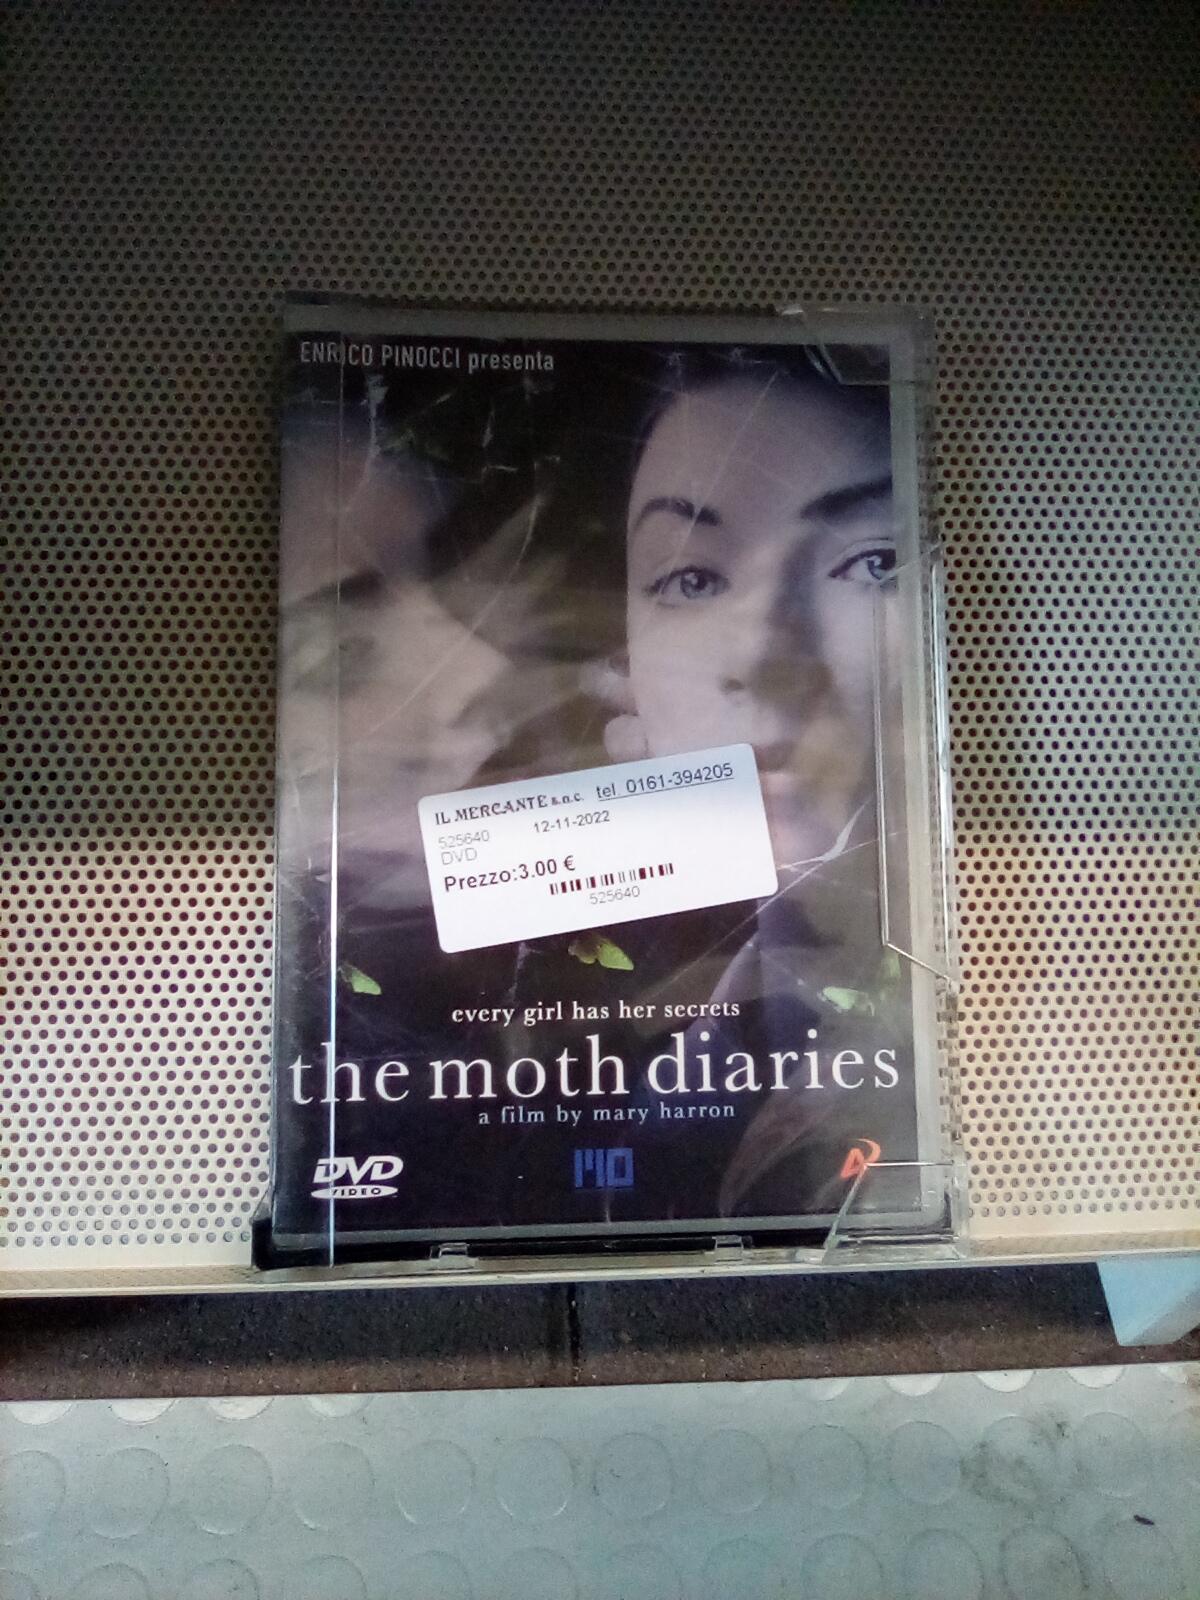 ENRICO PINOCCI presenta
IL MERCANTE s.n.c. tel. 0161-394205
525640 12-11-2022
DVD
Prezzo:3.00 €
525640
every girl has her secrets
the moth diaries
a film by mary harron
DVD
VIDEO